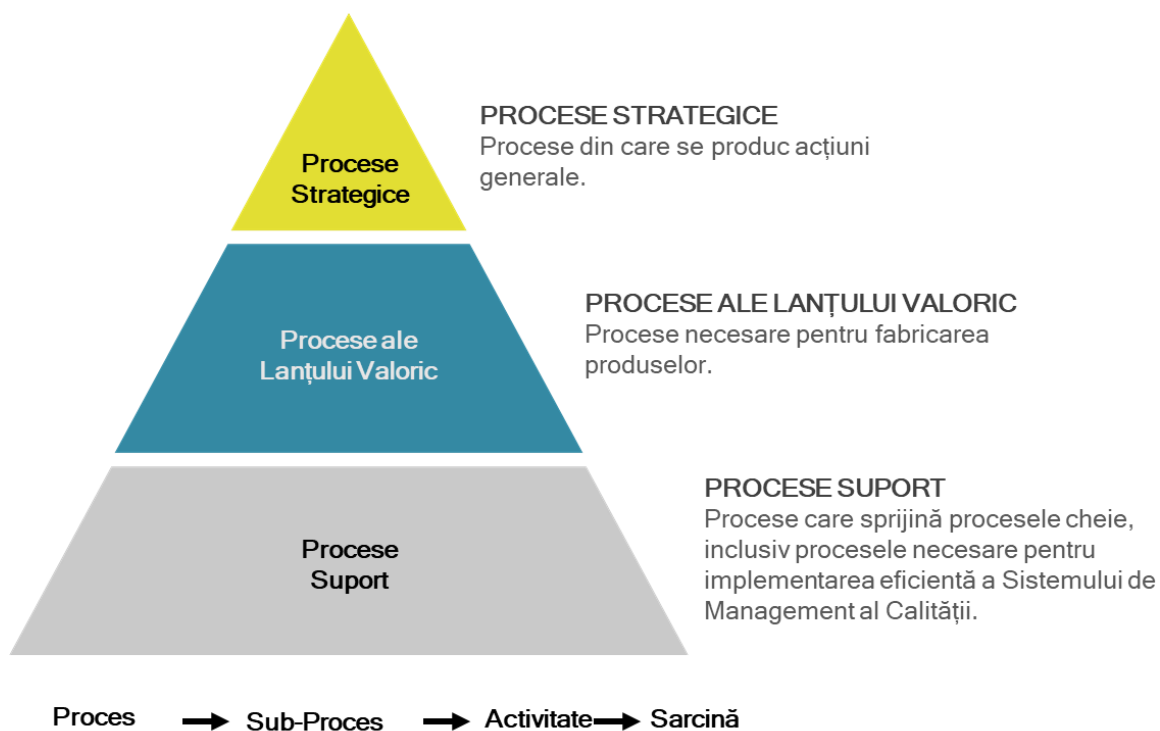 Procese
Strategice
PROCESE STRATEGICE
Procese din care se produc acțiuni
generale.
Procese ale
Lanțului Valoric
PROCESE ALE LANȚULUI VALORIC
Procese necesare pentru fabricarea
produselor.
Procese
Suport
PROCESE SUPORT
Procese care sprijină procesele cheie,
inclusiv procesele necesare pentru
implementarea eficientă a Sistemului de
Management al Calității.
Proces → Sub-Proces → Activitate → Sarcină